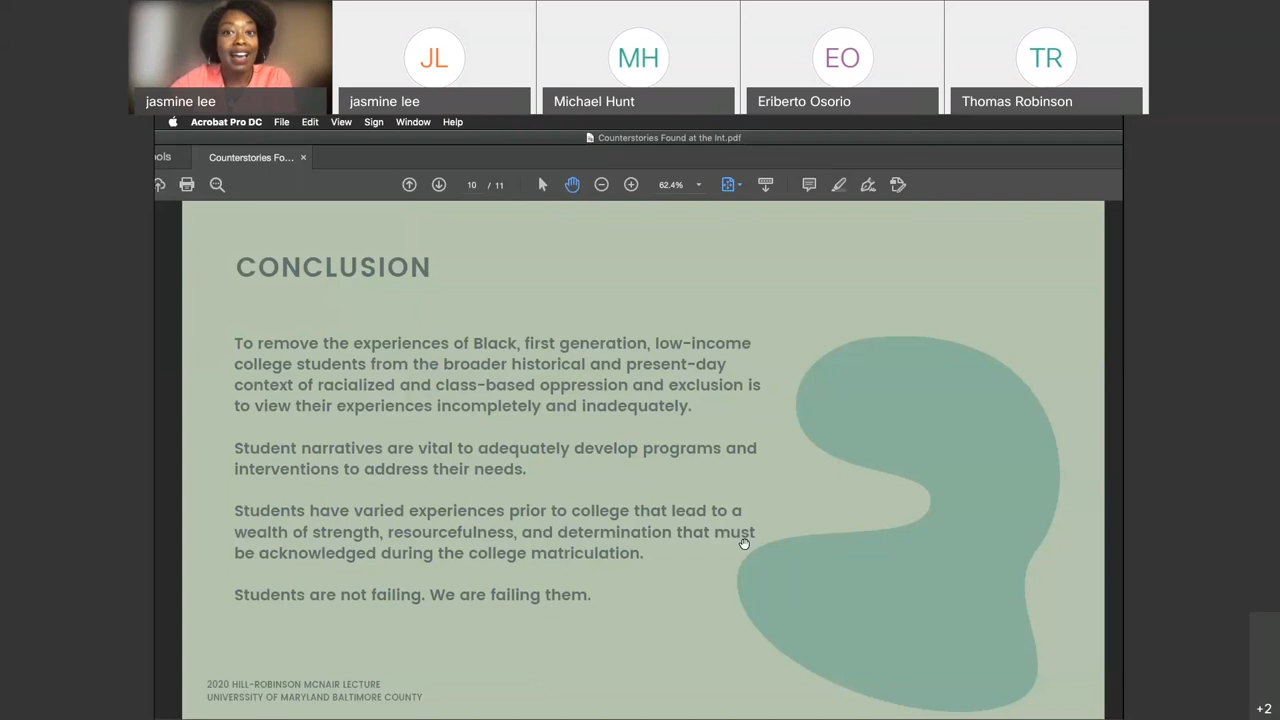 JL
MH
EO
TR
jasmine lee
jasmine lee
Michael Hunt
Eriberto Osorio
Thomas Robinson
Acrobat Pro DC File Edit View Sign Window Help
Counterstories Found at the Int.pdf
ools
Counterstories Fo... ×
10 / 11
62.4%
CONCLUSION
To remove the experiences of Black, first generation, low-income
college students from the broader historical and present-day
context of racialized and class-based oppression and exclusion is
to view their experiences incompletely and inadequately.
Student narratives are vital to adequately develop programs and
interventions to address their needs.
Students have varied experiences prior to college that lead to a
wealth of strength, resourcefulness, and determination that must
be acknowledged during the college matriculation.
Students are not failing. We are failing them.
2020 HILL-ROBINSON MCNAIR LECTURE
UNIVERSSITY OF MARYLAND BALTIMORE COUNTY
+2